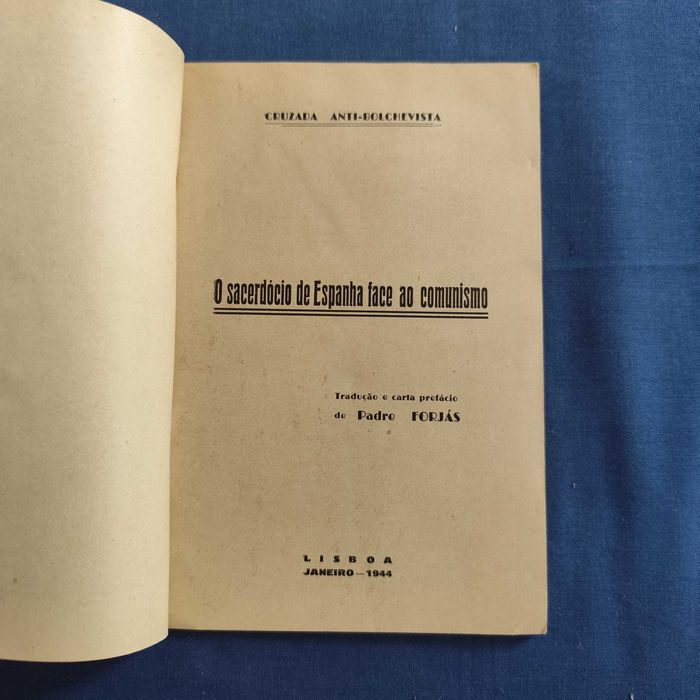 CRUZADA ANTI-BOLCHEVISTA
O sacerdócio de Espanha face ao comunismo
Tradução e carta prefácio
de Padre FORJÁS
LISBOA
JANEIRO—1944